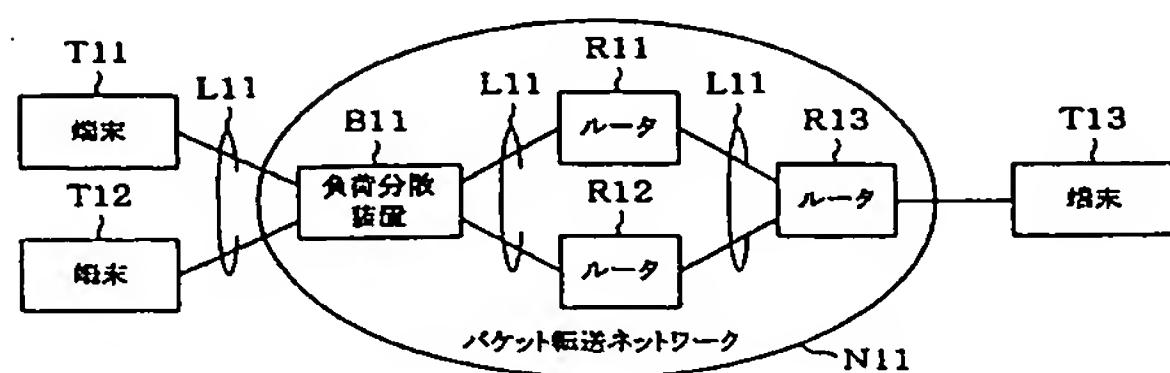 T11
端末
L11
T12
端末
B11
負荷分散
装置
L11
R11
ルータ
R12
ルータ
L11
R13
ルータ
T13
端末
パケット転送ネットワーク
N11